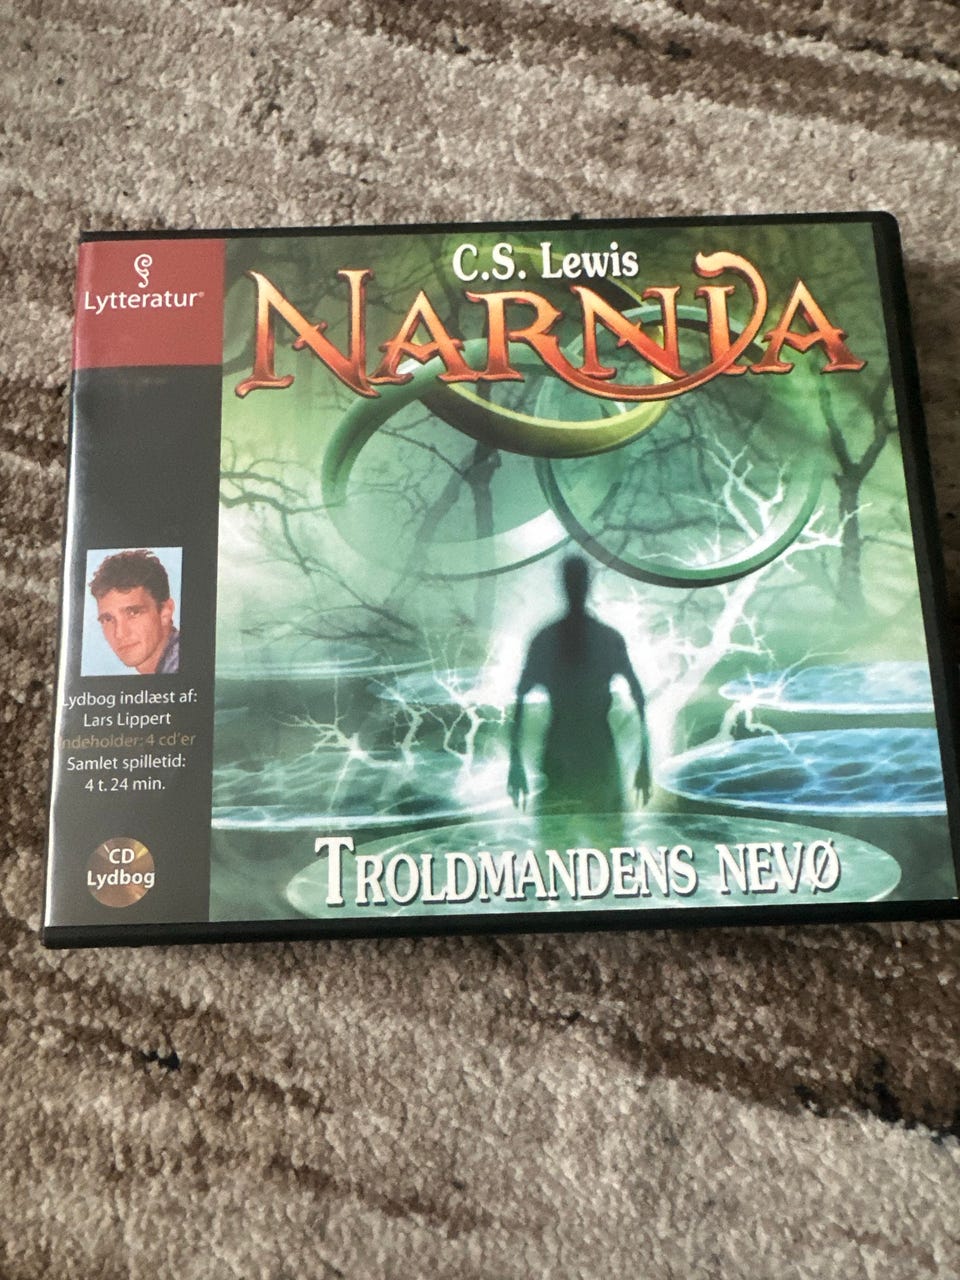 Lytteratur®
C.S. Lewis
NARNIA
Lydbog indlæst af:
Lars Lippert
Indeholder: 4 cd'er
Samlet spilletid:
4 t. 24 min.
CD
Lydbog
TROLDMANDENS NEVØ